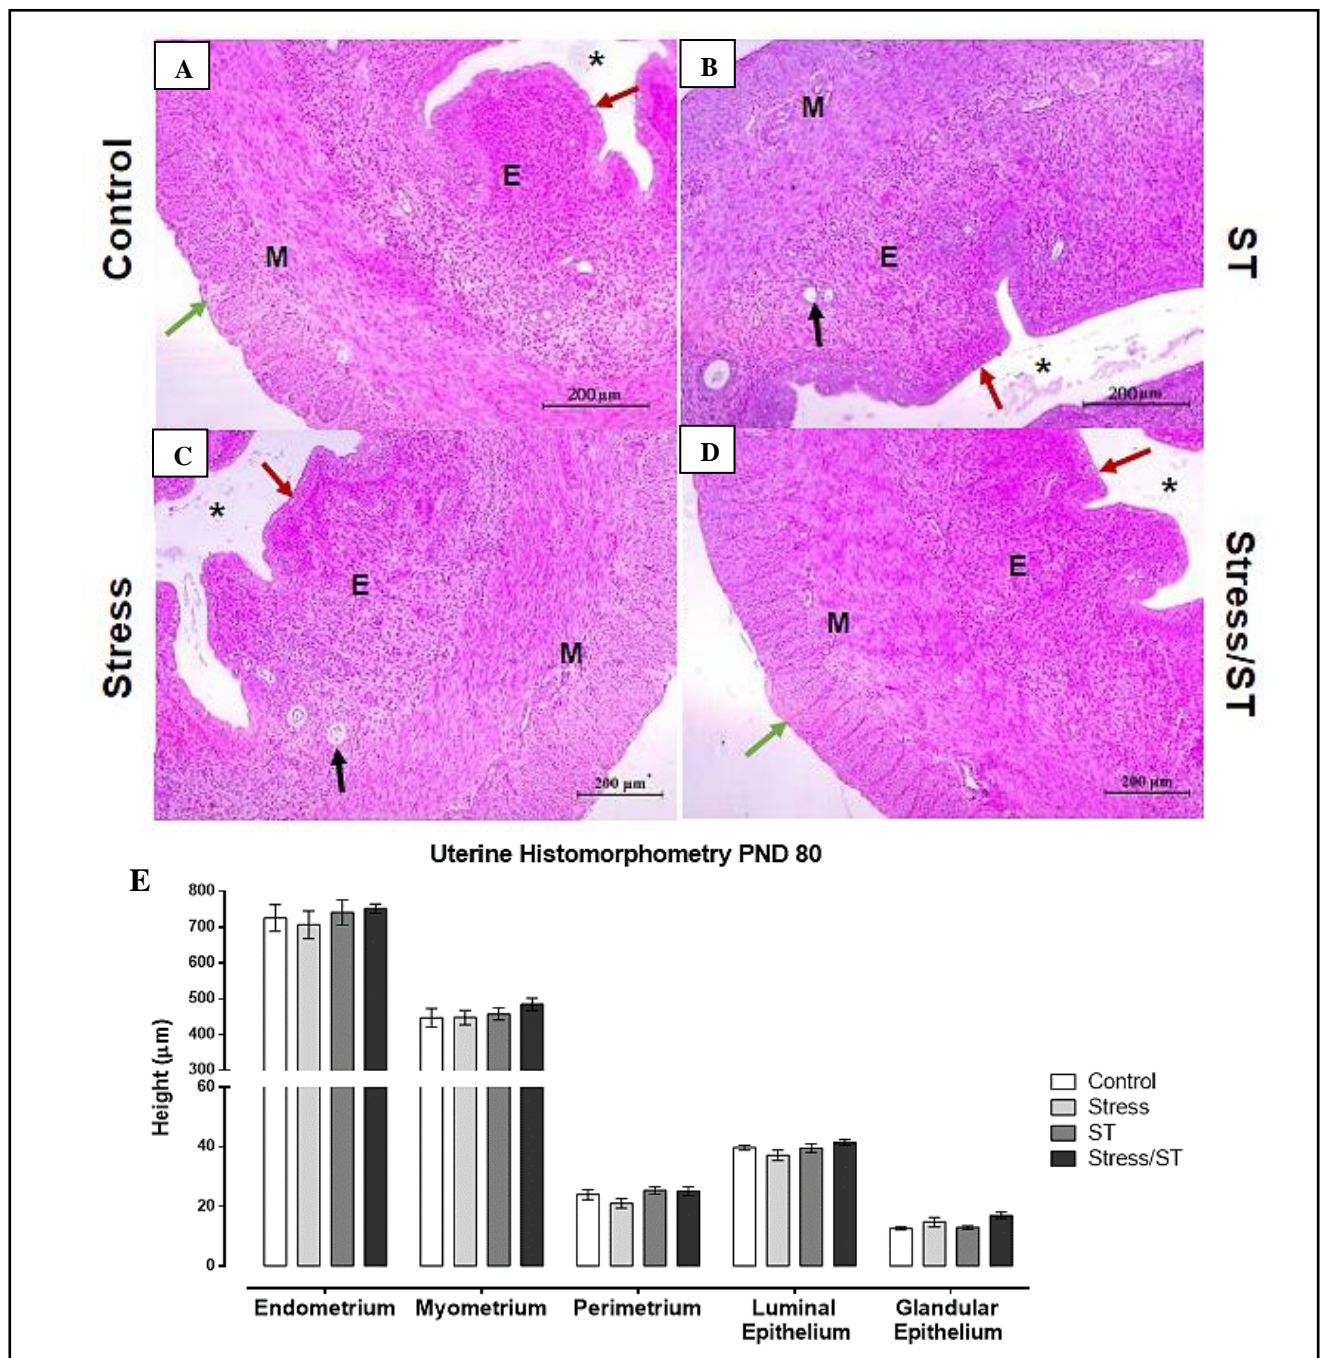 A
*
E
M
200 µm
Control
B
M
E
*
200 µm
ST
C
*
E
M
200 µm
Stress
D
*
E
M
200 µm
Stress/ST
Uterine Histomorphometry PND 80
E
Height (µm)
800
700
600
500
400
300
60
40
20
0
Control
Stress
ST
Stress/ST
Endometrium
Myometrium
Perimetrium
Luminal
Epithelium
Glandular
Epithelium